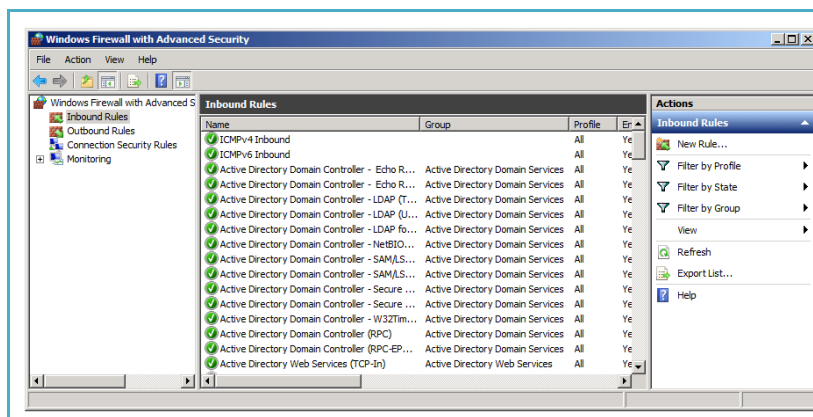 Windows Firewall with Advanced Security
File Action View Help
Windows Firewall with Advanced S
Inbound Rules
Outbound Rules
Connection Security Rules
Monitoring
Inbound Rules
Name Group Profile En
ICMPv4 Inbound All Ye
ICMPv6 Inbound All Ye
Active Directory Domain Controller - Echo R... Active Directory Domain Services All Ye
Active Directory Domain Controller - Echo R... Active Directory Domain Services All Ye
Active Directory Domain Controller - LDAP (T... Active Directory Domain Services All Ye
Active Directory Domain Controller - LDAP (U... Active Directory Domain Services All Ye
Active Directory Domain Controller - LDAP fo... Active Directory Domain Services All Ye
Active Directory Domain Controller - NetBIO... Active Directory Domain Services All Ye
Active Directory Domain Controller - SAM/LS... Active Directory Domain Services All Ye
Active Directory Domain Controller - SAM/LS... Active Directory Domain Services All Ye
Active Directory Domain Controller - Secure ... Active Directory Domain Services All Ye
Active Directory Domain Controller - Secure ... Active Directory Domain Services All Ye
Active Directory Domain Controller - W32Tim... Active Directory Domain Services All Ye
Active Directory Domain Controller (RPC) Active Directory Domain Services All Ye
Active Directory Domain Controller (RPC-EP... Active Directory Domain Services All Ye
Active Directory Web Services (TCP-In) Active Directory Web Services All Ye
Actions
Inbound Rules
New Rule...
Filter by Profile
Filter by State
Filter by Group
View
Refresh
Export List...
Help